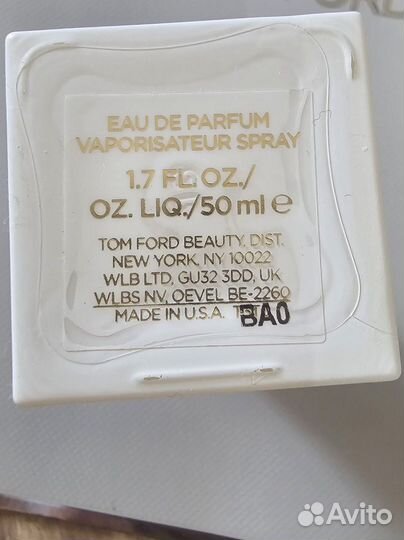 EAU DE PARFUM
VAPORISATEUR SPRAY
1.7 FL. OZ./
OZ. LIQ./50 ml e
TOM FORD BEAUTY, DIST.
NEW YORK, NY 10022
WLB LTD, GU32 3DD, UK
WLBS NV, OEVEL BE-2260
MADE IN U.S.A.
BA0
Avito